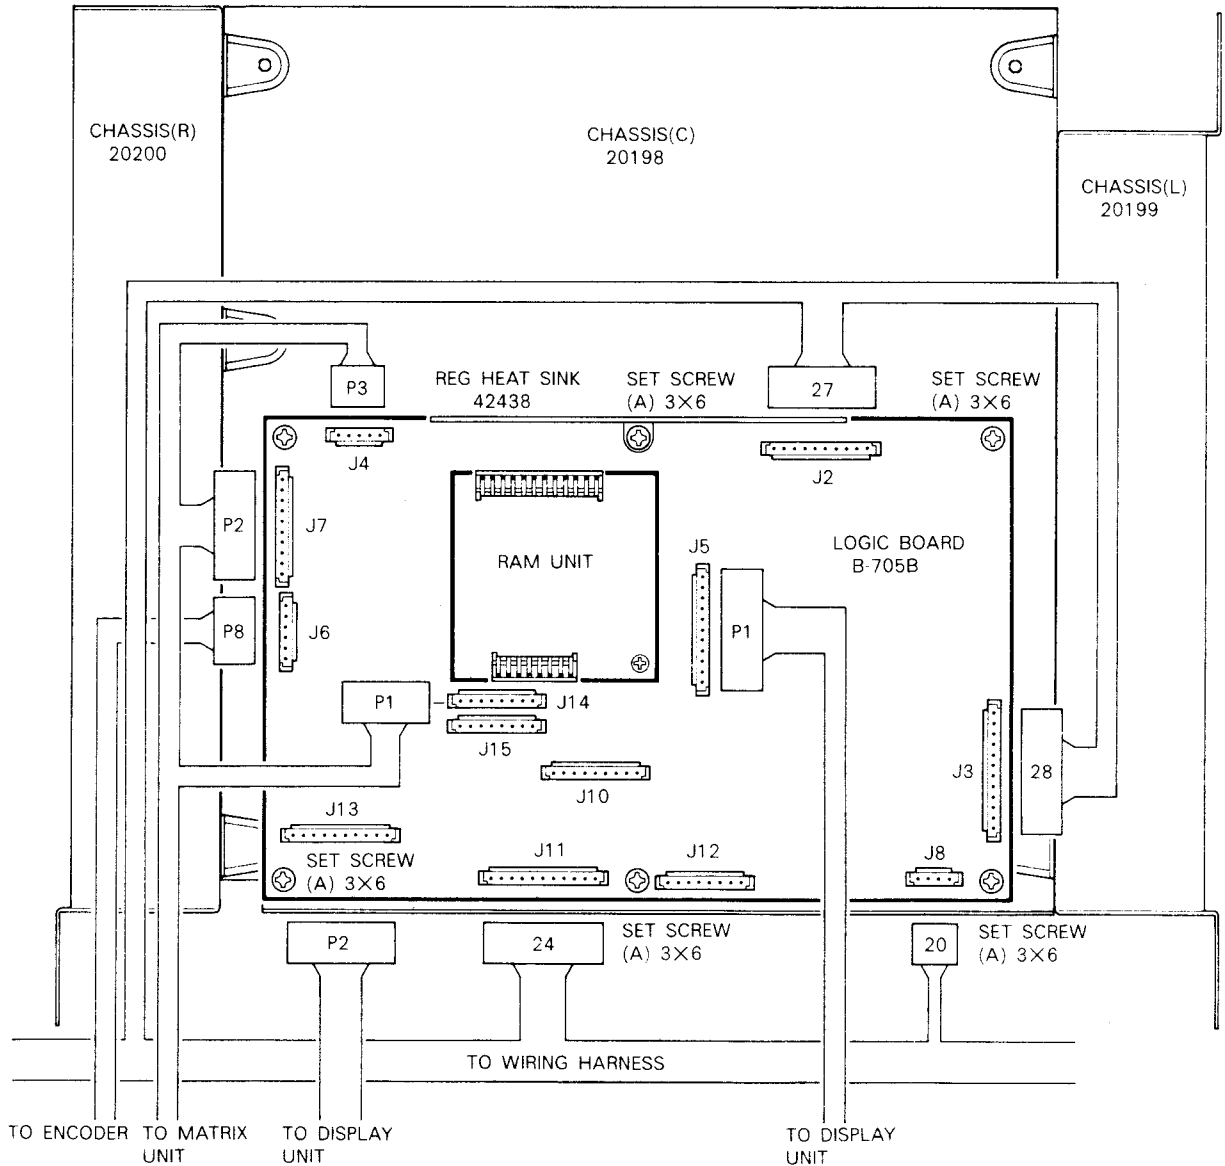 CHASSIS(R)
20200
CHASSIS(C)
20198
CHASSIS(L)
20199
P3
REG HEAT SINK
42438
SET SCREW
(A) 3×6
27
SET SCREW
(A) 3×6
J4
J2
P2
J7
RAM UNIT
J5
LOGIC BOARD
B-705B
P8
J6
P1
P1
J14
J15
J10
J3
28
J13
SET SCREW
(A) 3×6
J11
J12
J8
P2
24
SET SCREW
(A) 3×6
20
SET SCREW
(A) 3×6
TO WIRING HARNESS
TO ENCODER
TO MATRIX
UNIT
TO DISPLAY
UNIT
TO DISPLAY
UNIT